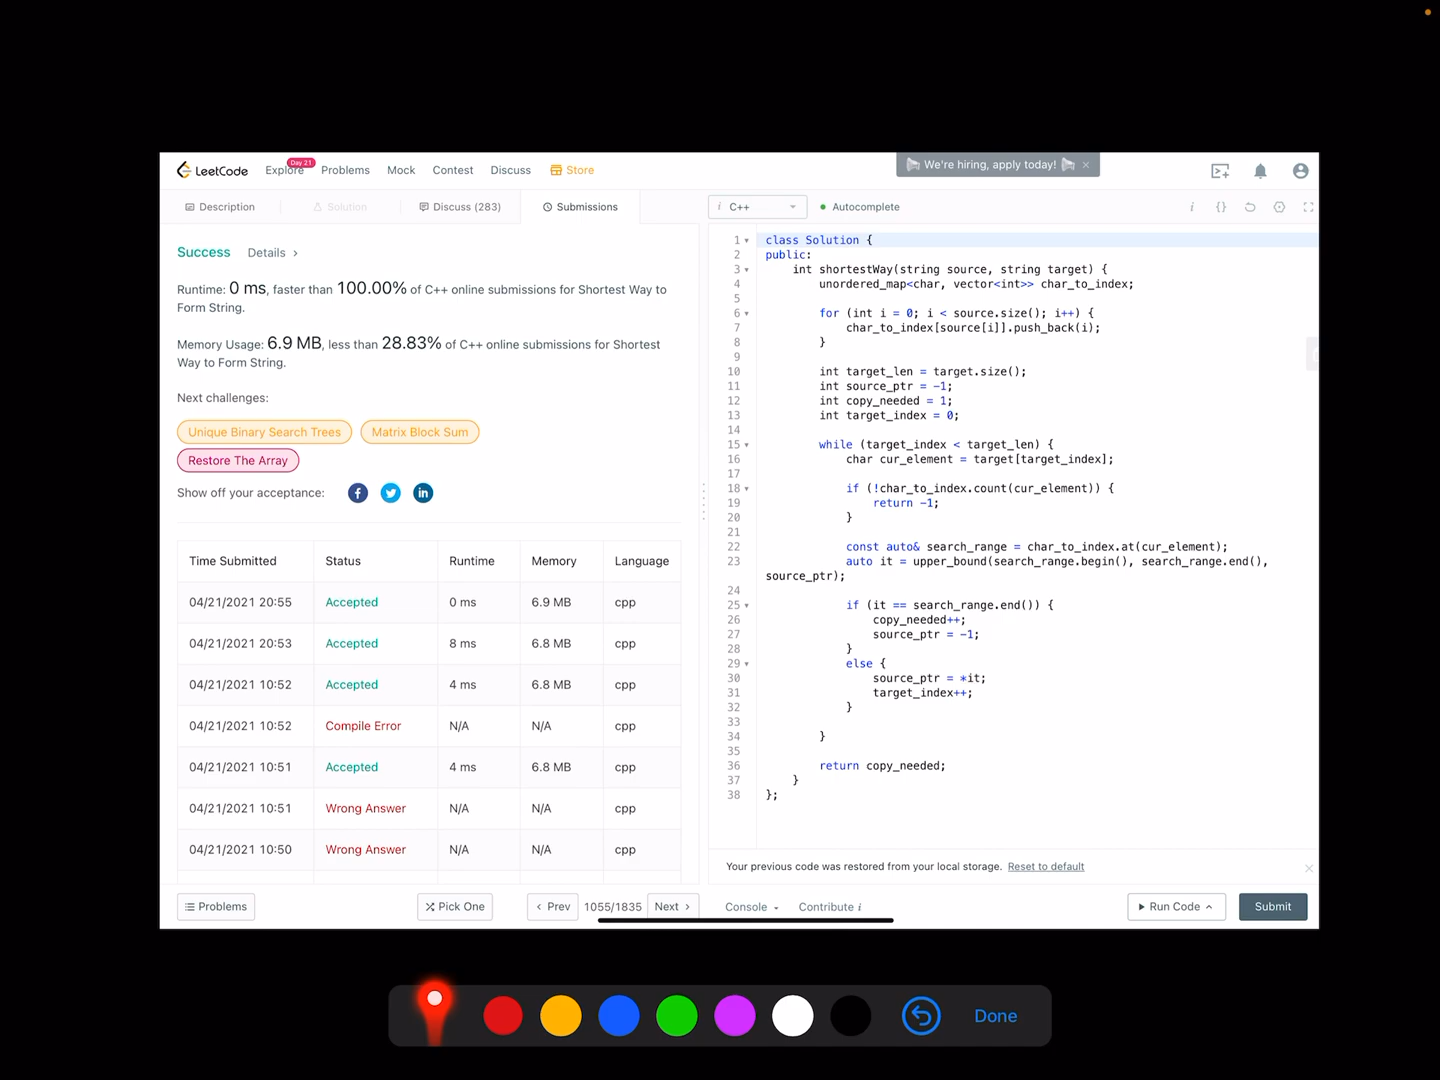 LeetCode Explore Day 21 Problems Mock Contest Discuss Store We're hiring, apply today! ×
Description Solution Discuss (283) Submissions i C++ Autocomplete i {}
Success Details >
Runtime: 0 ms, faster than 100.00% of C++ online submissions for Shortest Way to
Form String.
Memory Usage: 6.9 MB, less than 28.83% of C++ online submissions for Shortest
Way to Form String.
Next challenges:
Unique Binary Search Trees Matrix Block Sum
Restore The Array
Show off your acceptance: f in
Time Submitted Status Runtime Memory Language
04/21/2021 20:55 Accepted 0 ms 6.9 MB cpp
04/21/2021 20:53 Accepted 8 ms 6.8 MB cpp
04/21/2021 10:52 Accepted 4 ms 6.8 MB cpp
04/21/2021 10:52 Compile Error N/A N/A cpp
04/21/2021 10:51 Accepted 4 ms 6.8 MB cpp
04/21/2021 10:51 Wrong Answer N/A N/A cpp
04/21/2021 10:50 Wrong Answer N/A N/A cpp
1 class Solution {
2 public:
3 int shortestWay(string source, string target) {
4 unordered_map<char, vector<int>> char_to_index;
5
6 for (int i = 0; i < source.size(); i++) {
7 char_to_index[source[i]].push_back(i);
8 }
9
10 int target_len = target.size();
11 int source_ptr = -1;
12 int copy_needed = 1;
13 int target_index = 0;
14
15 while (target_index < target_len) {
16 char cur_element = target[target_index];
17
18 if (!char_to_index.count(cur_element)) {
19 return -1;
20 }
21
22 const auto& search_range = char_to_index.at(cur_element);
23 auto it = upper_bound(search_range.begin(), search_range.end(),
source_ptr);
24
25 if (it == search_range.end()) {
26 copy_needed++;
27 source_ptr = -1;
28 }
29 else {
30 source_ptr = *it;
31 target_index++;
32 }
33
34 }
35
36 return copy_needed;
37 }
38 };
Your previous code was restored from your local storage. Reset to default ×
Problems Pick One < Prev 1055/1835 Next > Console Contribute i Run Code Submit
Done